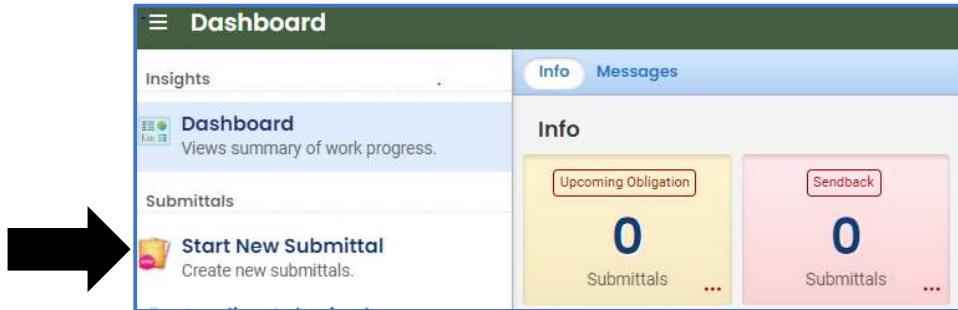 Dashboard
Insights
Dashboard
Views summary of work progress.
Submittals
Start New Submittal
Create new submittals.
Info Messages
Info
Upcoming Obligation
0
Submittals
Sendback
0
Submittals